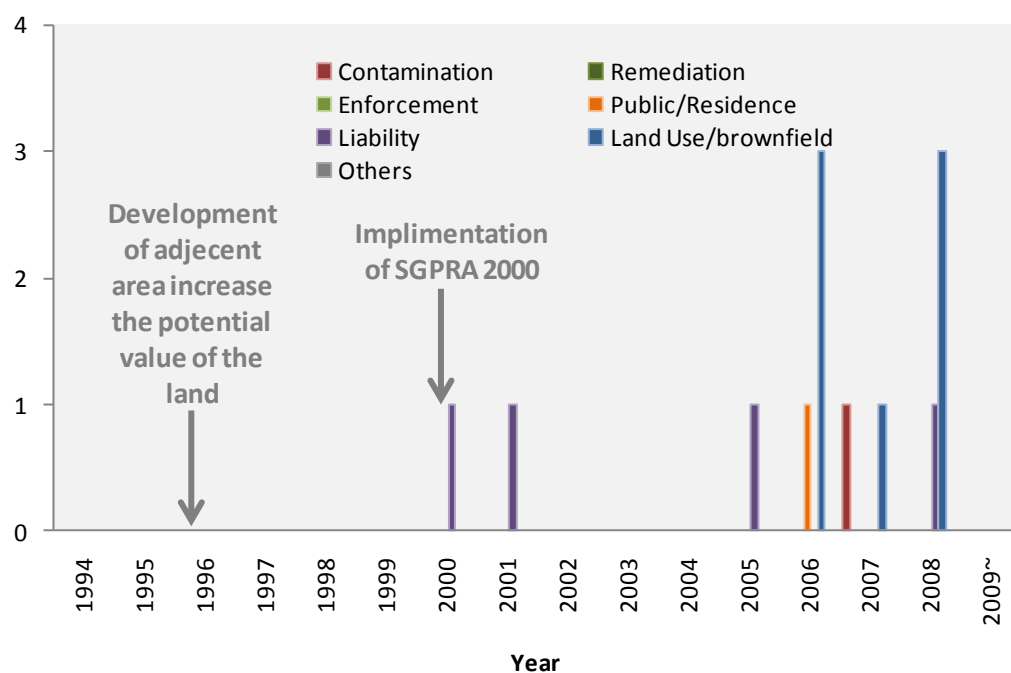 4
3
2
1
0
Contamination
Remediation
Enforcement
Public/Residence
Liability
Land Use/brownfield
Others
Development
of adjecent
area increase
the potential
value of the
land
Implimentation
of SGPRA 2000
1994
1995
1996
1997
1998
1999
2000
2001
2002
2003
2004
2005
2006
2007
2008
2009~
Year